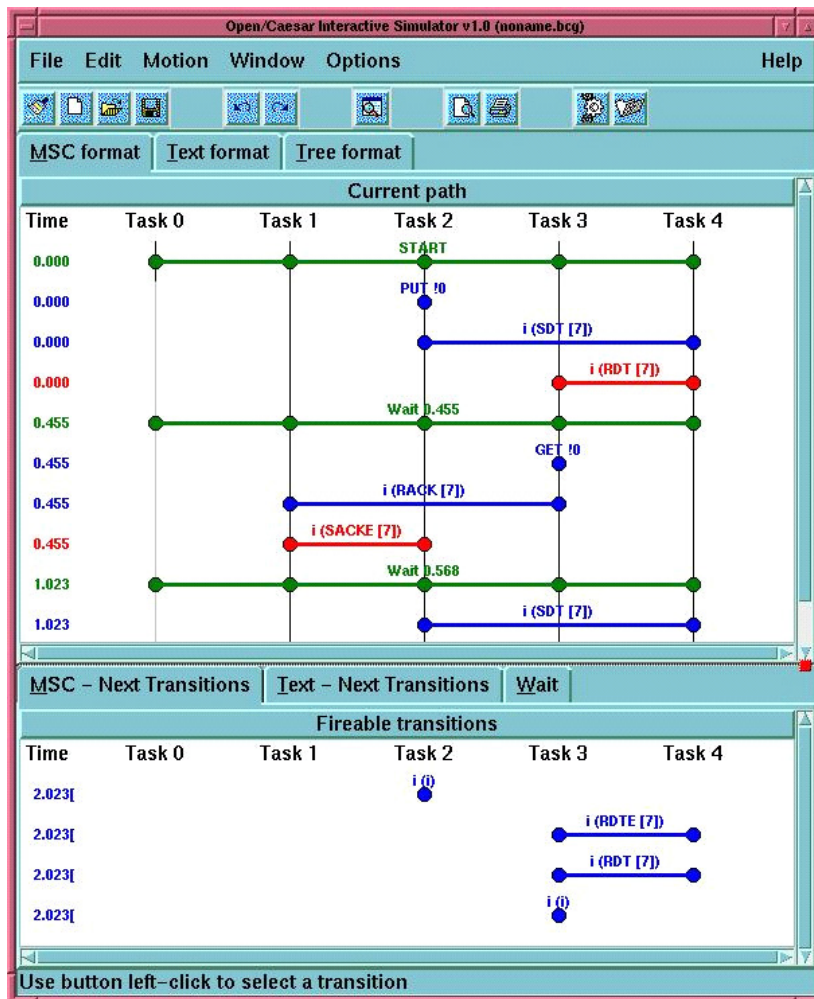 Open/Caesar Interactive Simulator v1.0 (noname.bcg)
File Edit Motion Window Options Help
MSC format Text format Tree format
Current path
Time Task 0 Task 1 Task 2 Task 3 Task 4
START
0.000
PUT !0
0.000
i (SDT [7])
0.000
i (RDT [7])
0.000
Wait 0.455
0.455
GET !0
0.455
i (RACK [7])
0.455
i (SACKE [7])
0.455
Wait 0.568
1.023
i (SDT [7])
1.023
MSC - Next Transitions Text - Next Transitions Wait
Fireable transitions
Time Task 0 Task 1 Task 2 Task 3 Task 4
i (i)
2.023[
i (RDTE [7])
2.023[
i (RDT [7])
2.023[
i (i)
2.023[
Use button left-click to select a transition